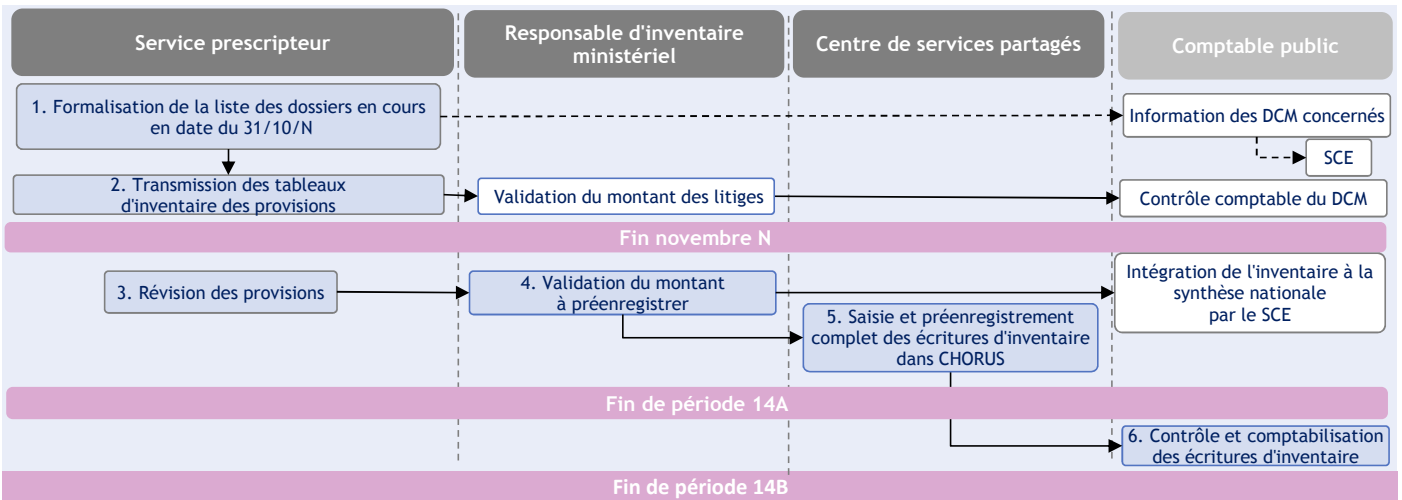 Service prescripteur
Responsable d'inventaire
ministériel
Centre de services partagés
Comptable public
1. Formalisation de la liste des dossiers en cours
en date du 31/10/N
Information des DCM concernés
SCE
2. Transmission des tableaux
d'inventaire des provisions
Validation du montant des litiges
Contrôle comptable du DCM
Fin novembre N
3. Révision des provisions
4. Validation du montant
à préenregistrer
Intégration de l'inventaire à la
synthèse nationale
par le SCE
5. Saisie et préenregistrement
complet des écritures d'inventaire
dans CHORUS
Fin de période 14A
6. Contrôle et comptabilisation
des écritures d'inventaire
Fin de période 14B